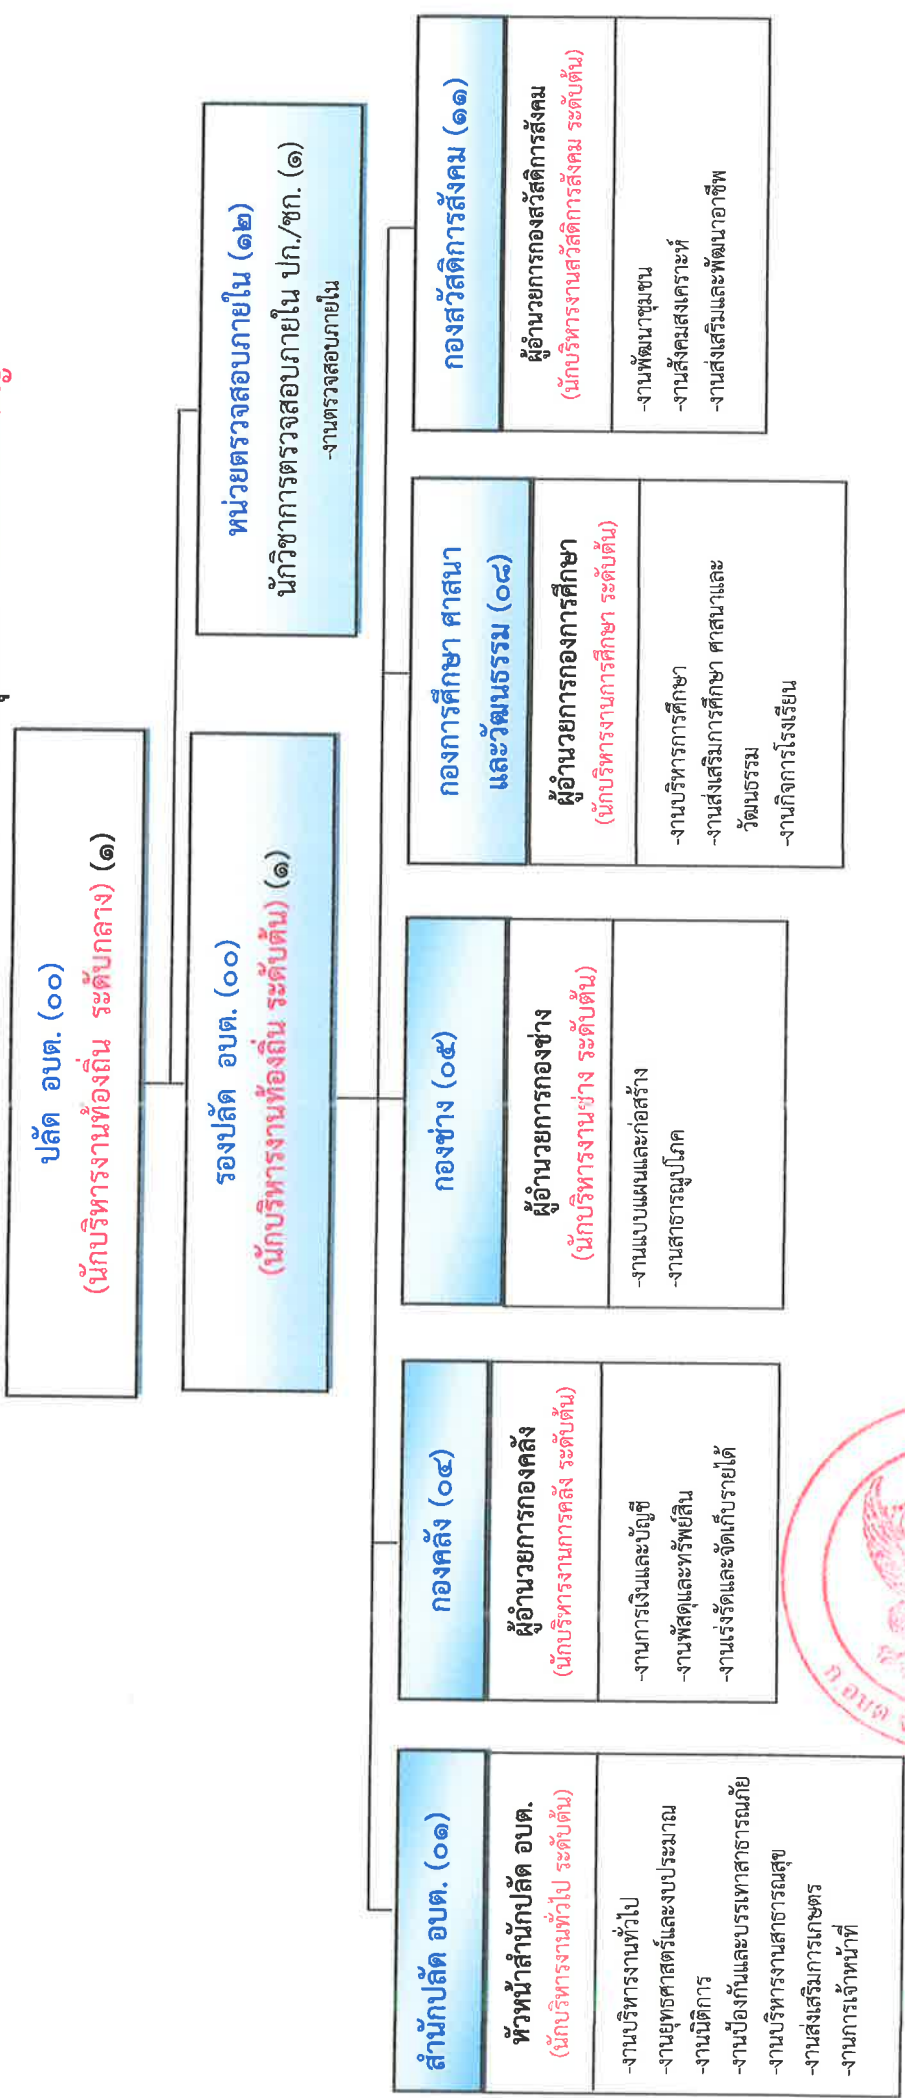 ปลัด อบต. (๐๐)
(นักบริหารงานท้องถิ่น ระดับกลาง) (๑)
รองปลัด อบต. (๐๐)
(นักบริหารงานท้องถิ่น ระดับต้น) (๑)
หน่วยตรวจสอบภายใน (๑๒)
นักวิชาการตรวจสอบภายใน ปก./ชก. (๑)
-งานตรวจสอบภายใน
สำนักปลัด อบต. (๐๑)
หัวหน้าสำนักปลัด อบต.
(นักบริหารงานทั่วไป ระดับต้น)
-งานบริหารงานทั่วไป
-งานยุทธศาสตร์และงบประมาณ
-งานนิติการ
-งานป้องกันและบรรเทาสาธารณภัย
-งานบริหารงานสาธารณสุข
-งานส่งเสริมการเกษตร
-งานการเจ้าหน้าที่
กองคลัง (๐๔)
ผู้อำนวยการกองคลัง
(นักบริหารงานการคลัง ระดับต้น)
-งานการเงินและบัญชี
-งานพัสดุและทรัพย์สิน
-งานเร่งรัดและจัดเก็บรายได้
กองช่าง (๐๕)
ผู้อำนวยการกองช่าง
(นักบริหารงานช่าง ระดับต้น)
-งานแบบแผนและก่อสร้าง
-งานสาธารณูปโภค
กองการศึกษา ศาสนา
และวัฒนธรรม (๐๘)
ผู้อำนวยการกองการศึกษา
(นักบริหารงานการศึกษา ระดับต้น)
-งานบริหารการศึกษา
-งานส่งเสริมการศึกษา ศาสนาและ
วัฒนธรรม
-งานกิจการโรงเรียน
กองสวัสดิการสังคม (๑๑)
ผู้อำนวยการกองสวัสดิการสังคม
(นักบริหารงานสวัสดิการสังคม ระดับต้น)
-งานพัฒนาชุมชน
-งานสังคมสงเคราะห์
-งานส่งเสริมและพัฒนาอาชีพ
ก.อบต.